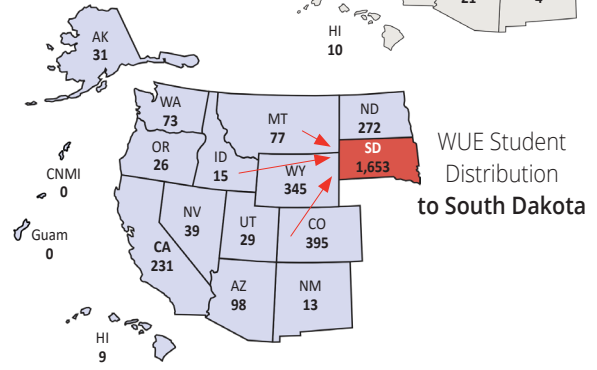 21
4
HI
10
AK
31
WA
73
MT
77
ND
272
OR
26
ID
15
WY
345
SD
1,653
WUE Student
Distribution
to South Dakota
CNMI
0
Guam
0
CA
231
NV
39
UT
29
CO
395
AZ
98
NM
13
HI
9